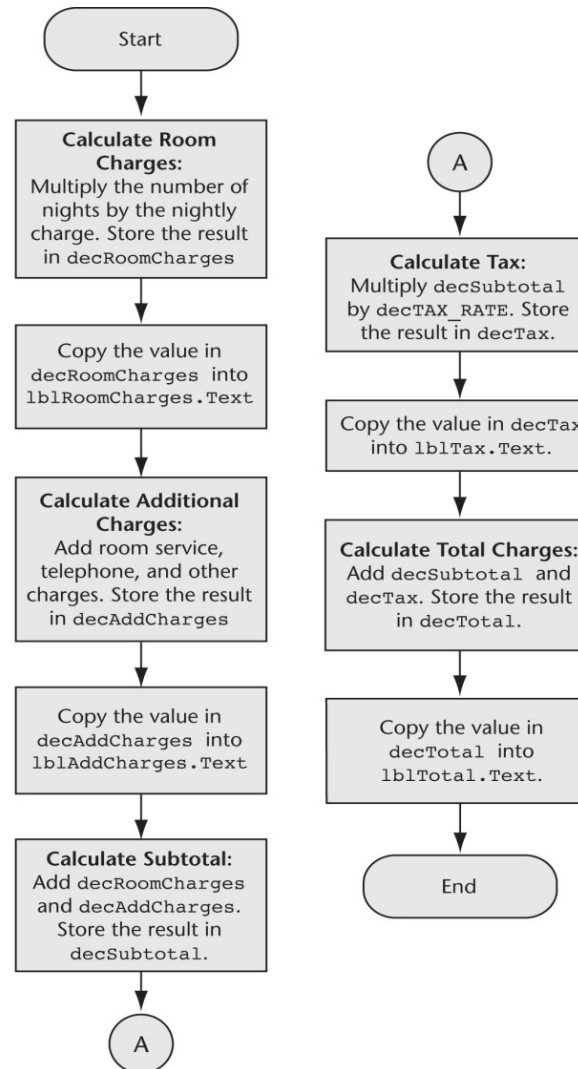 Start
Calculate Room
Charges:
Multiply the number of
nights by the nightly
charge. Store the result
in decRoomCharges
Copy the value in
decRoomCharges into
lblRoomCharges.Text
Calculate Additional
Charges:
Add room service,
telephone, and other
charges. Store the result
in decAddCharges
Copy the value in
decAddCharges into
lblAddCharges.Text
Calculate Subtotal:
Add decRoomCharges
and decAddCharges.
Store the result in
decSubtotal.
A
A
Calculate Tax:
Multiply decSubtotal
by decTAX_RATE. Store
the result in decTax.
Copy the value in decTax
into lblTax.Text.
Calculate Total Charges:
Add decSubtotal and
decTax. Store the result
in decTotal.
Copy the value in
decTotal into
lblTotal.Text.
End